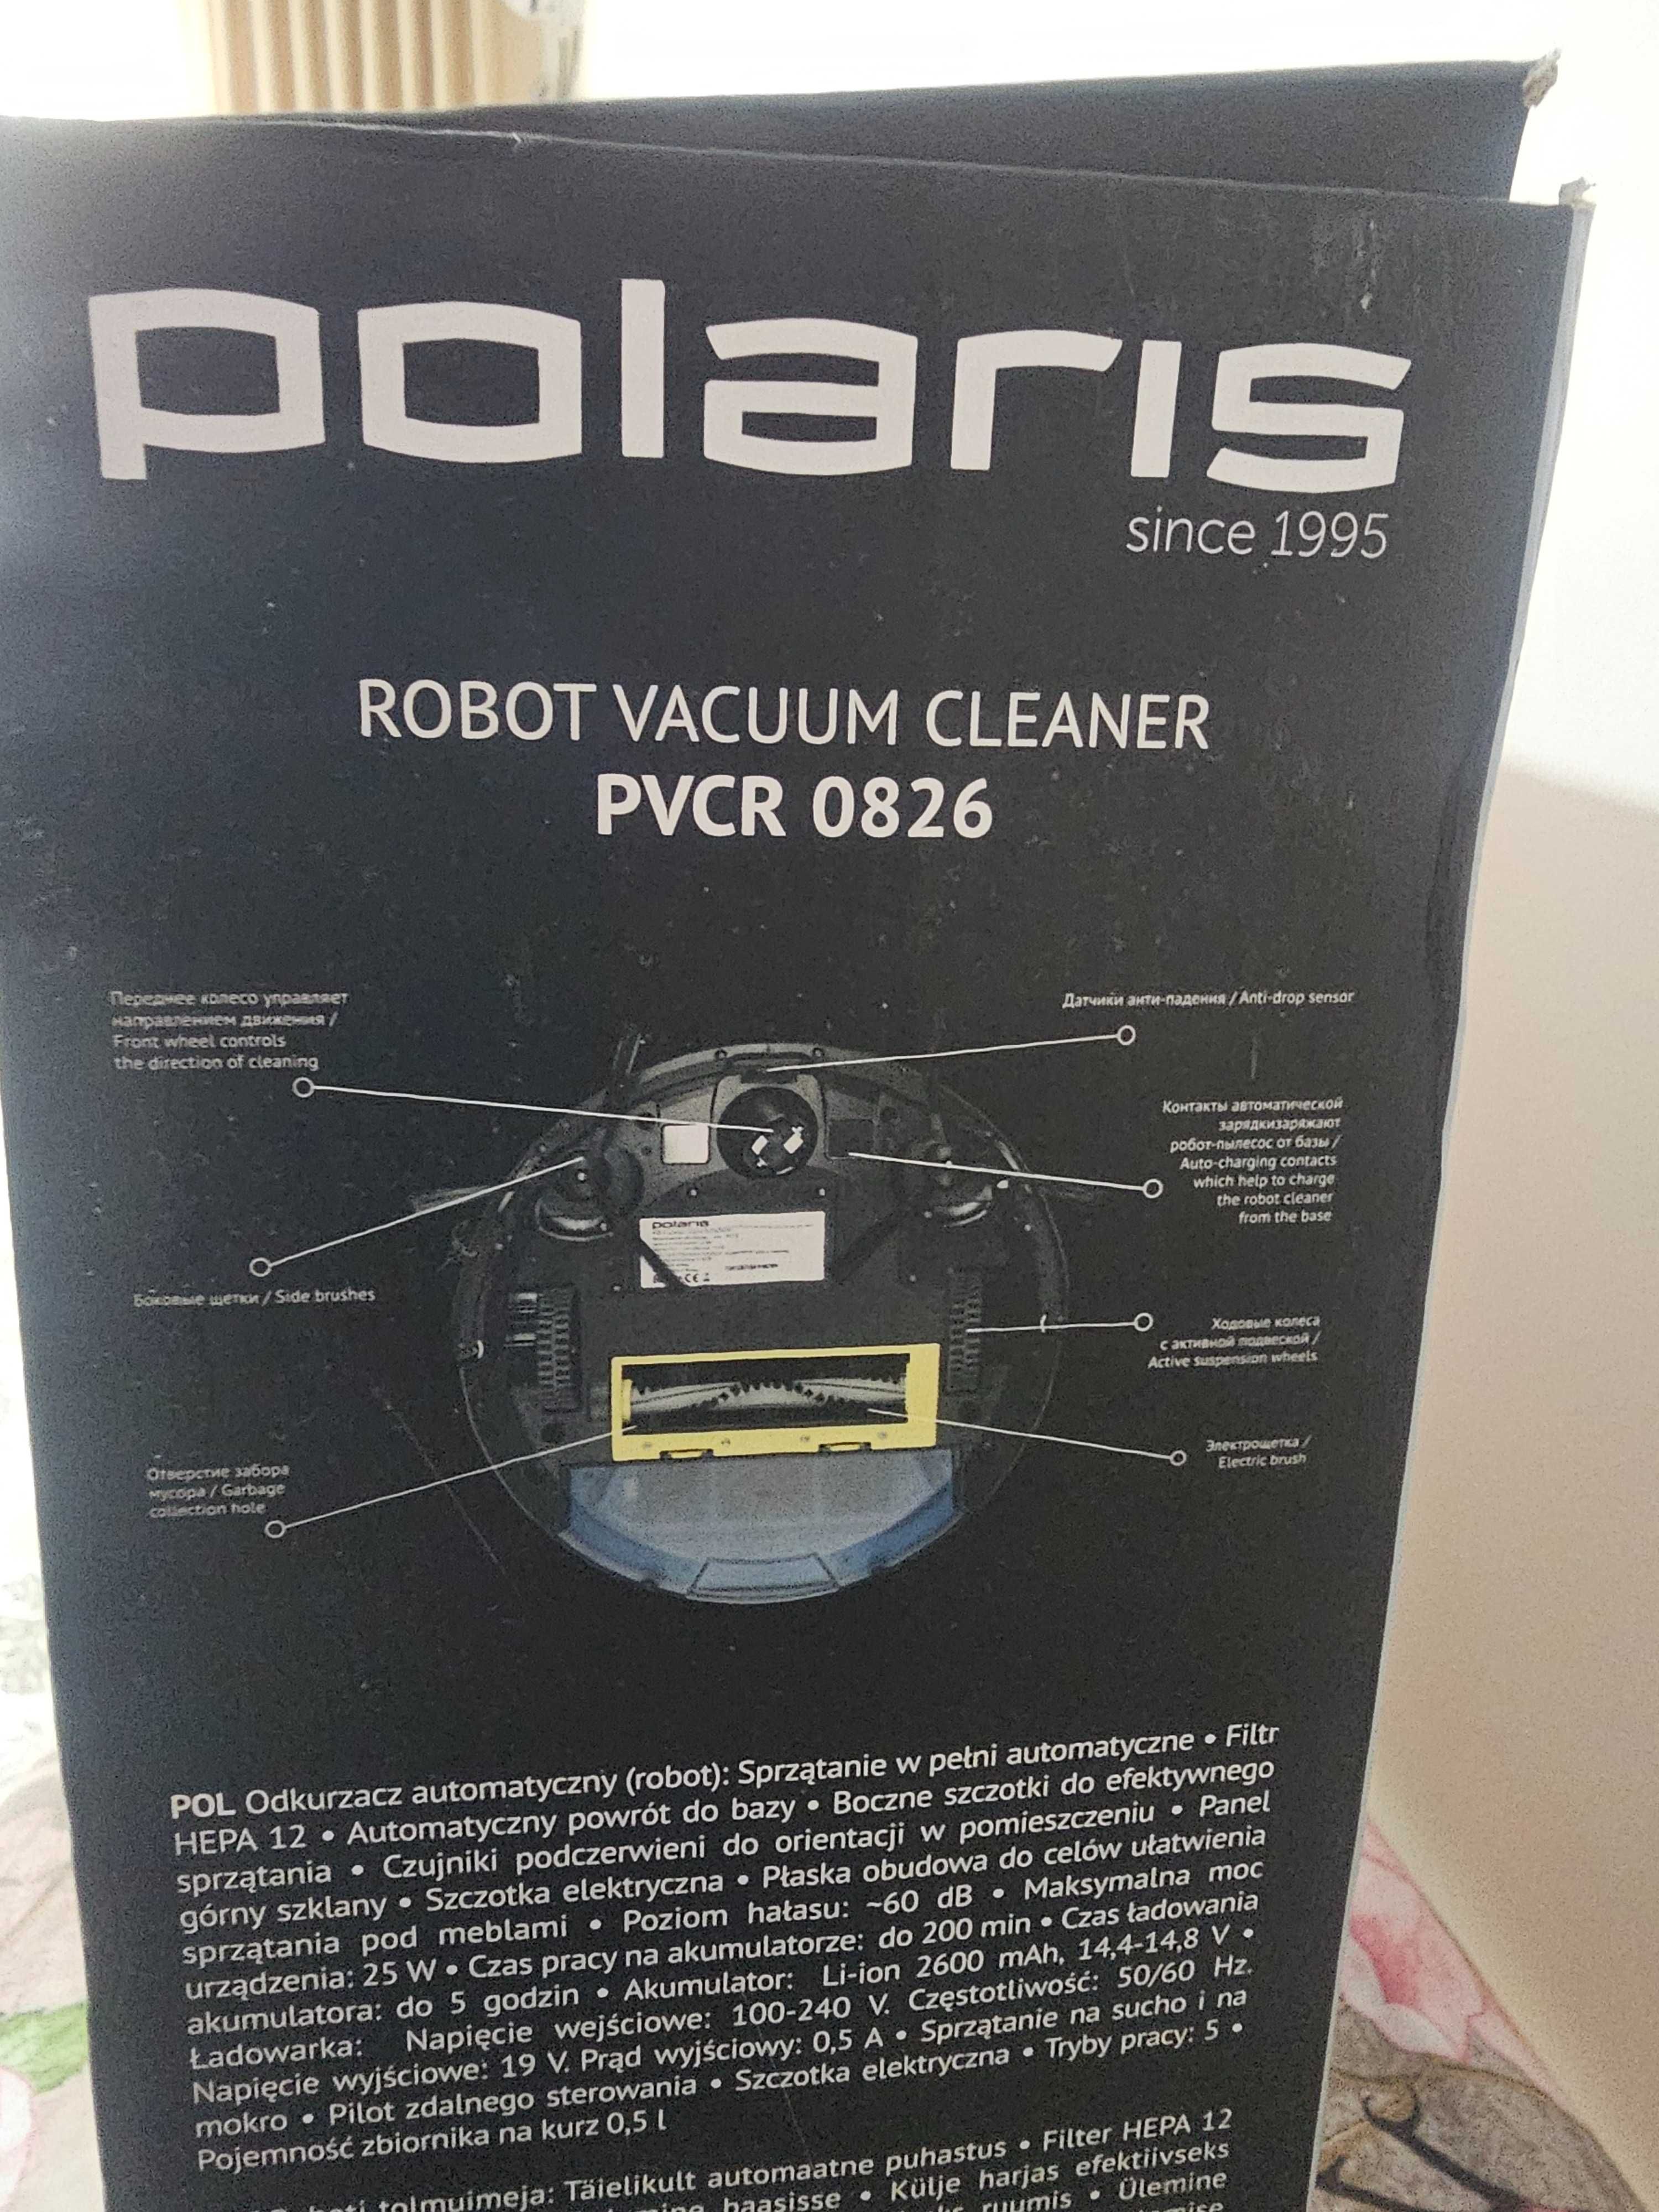 polaris
since 1995
ROBOT VACUUM CLEANER
PVCR 0826
Переднее колесо управляет
направлением движения /
Front wheel controls
the direction of cleaning
Датчики анти-падения / Anti-drop sensor
Контакты автоматической
зарядкизаряжают
робот-пылесос от базы /
Auto-charging contacts
which help to charge
the robot cleaner
from the base
Боковые щетки / Side brushes
polaris
Ходовые колеса
с активной подвеской /
Active suspension wheels
Электрощетка /
Electric brush
Отверстие забора
мусора / Garbage
collection hole
POL Odkurzacz automatyczny (robot): Sprzątanie w pełni automatyczne • Filtr
HEPA 12 • Automatyczny powrót do bazy • Boczne szczotki do efektywnego
sprzątania • Czujniki podczerwieni do orientacji w pomieszczeniu • Panel
górny szklany • Szczotka elektryczna • Płaska obudowa do celów ułatwienia
sprzątania pod meblami • Poziom hałasu: ~60 dB • Maksymalna moc
urządzenia: 25 W • Czas pracy na akumulatorze: do 200 min • Czas ładowania
akumulatora: do 5 godzin • Akumulator: Li-ion 2600 mAh, 14,4-14,8 V •
Ładowarka: Napięcie wejściowe: 100-240 V. Częstotliwość: 50/60 Hz.
Napięcie wyjściowe: 19 V. Prąd wyjściowy: 0,5 A • Sprzątanie na sucho i na
mokro • Pilot zdalnego sterowania • Szczotka elektryczna • Tryby pracy: 5 •
Pojemność zbiornika na kurz 0,5 l
tolmuimeja: Täielikult automaatne puhastus • Filter HEPA 12
baasisse • Külje harjas efektiivseks
ruumis • Ülemine